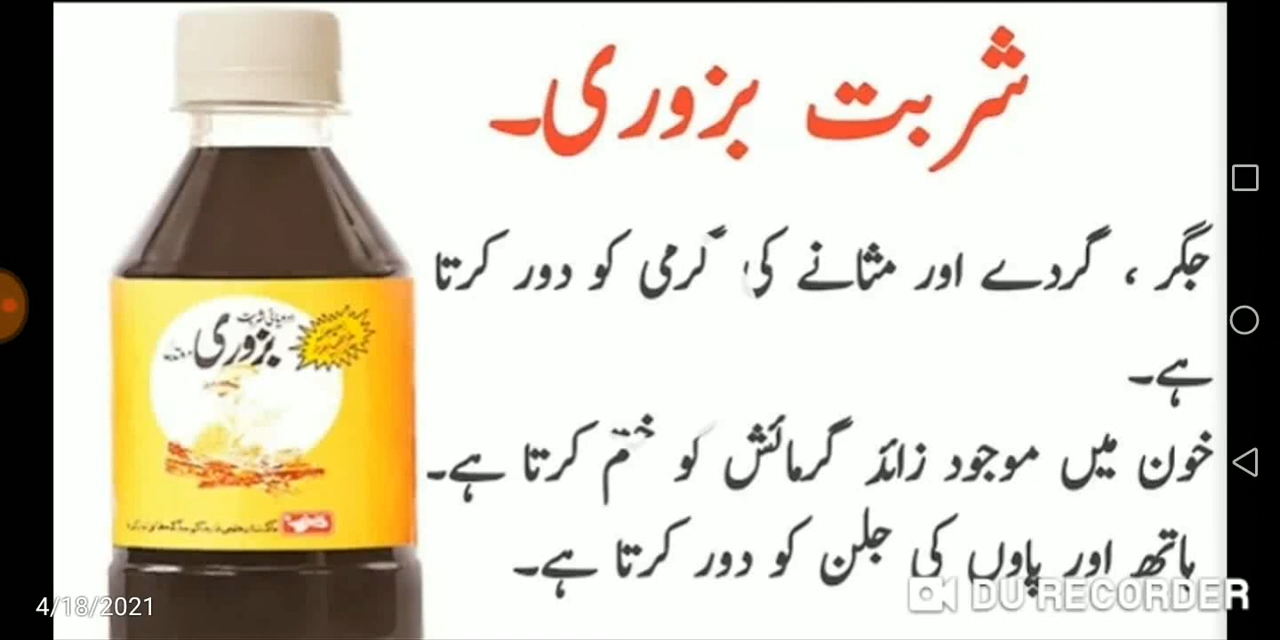 شربت بزوری۔
جگر ، گردے اور مثانے کی گرمی کو دور کرتا
ہے۔
خون میں موجود زائد گرمائش کو ختم کرتا ہے۔
ہاتھ اور پاوں کی جلن کو دور کرتا ہے۔
بزوری
4/18/2021
DU RECORDER